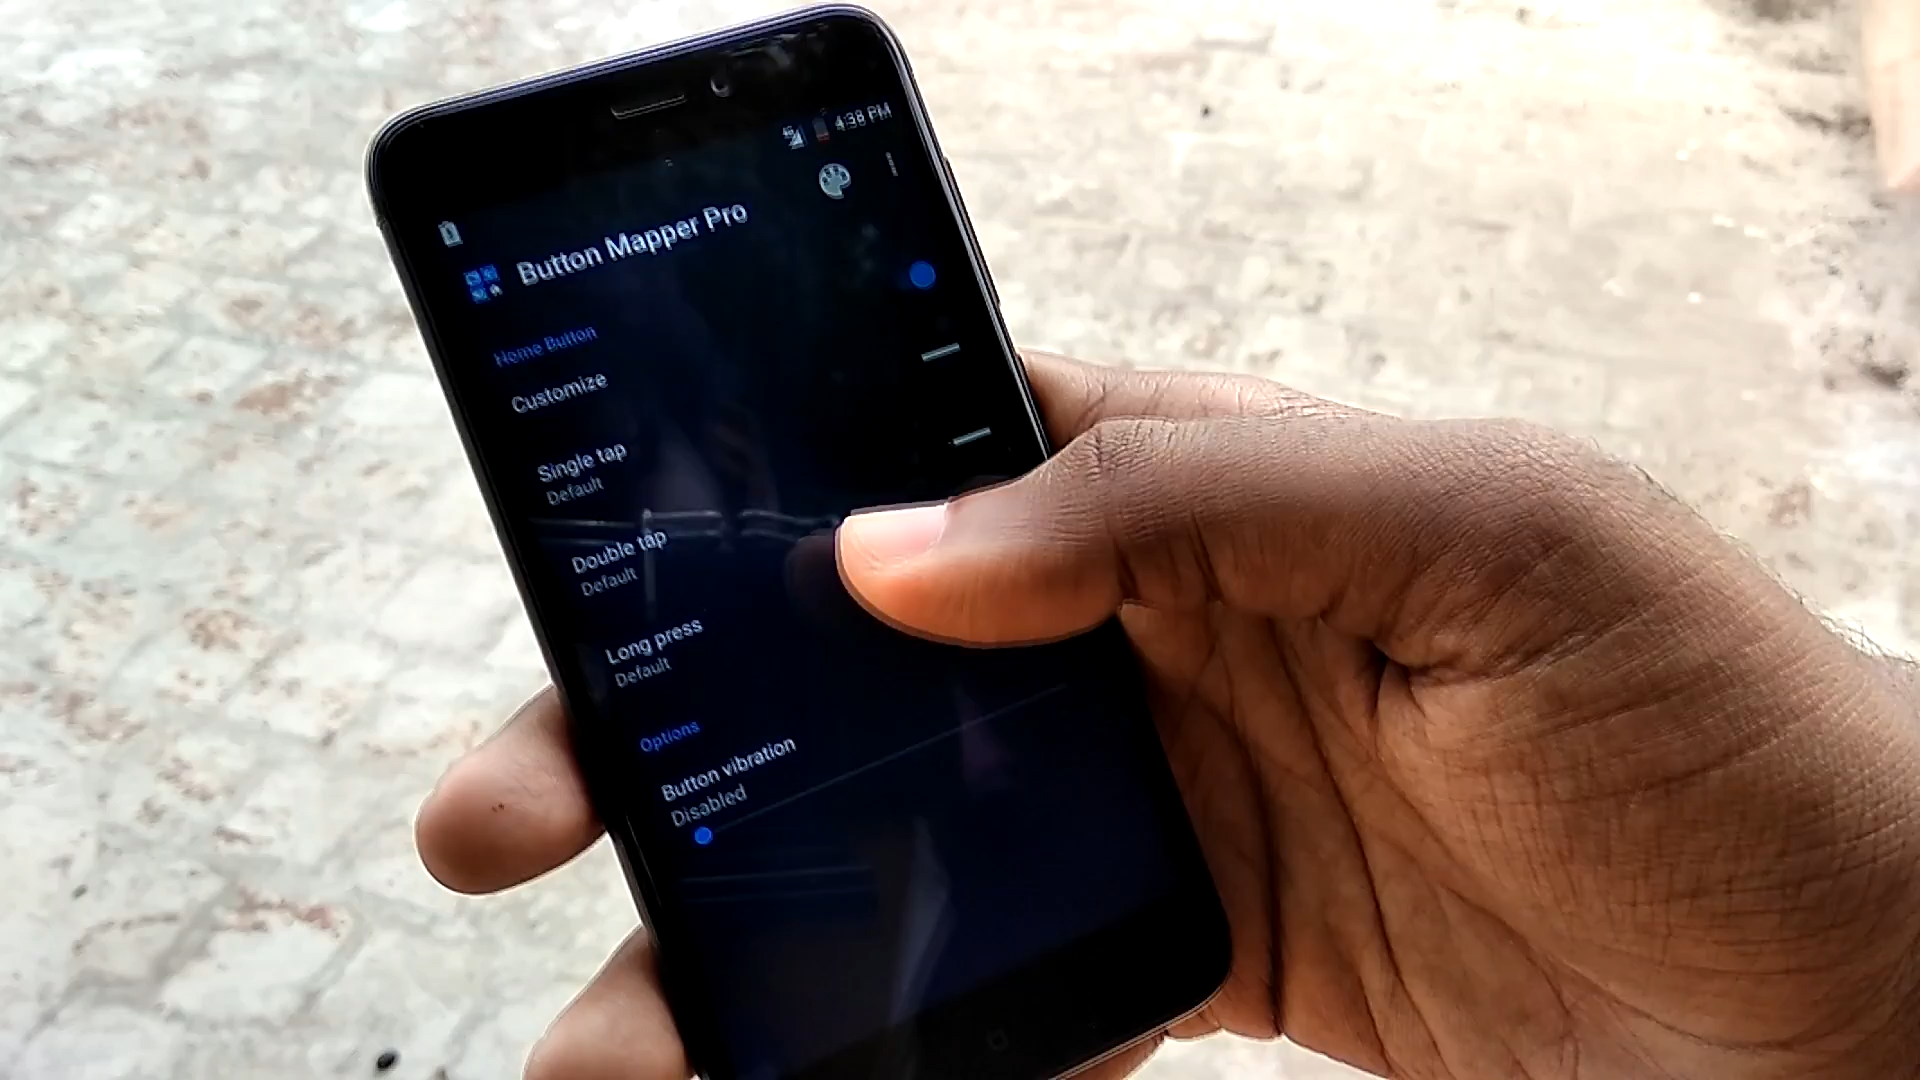 4G 4:38 PM
Button Mapper Pro
Home Button
Customize
Single tap
Default
Double tap
Default
Long press
Default
Options
Button vibration
Disabled